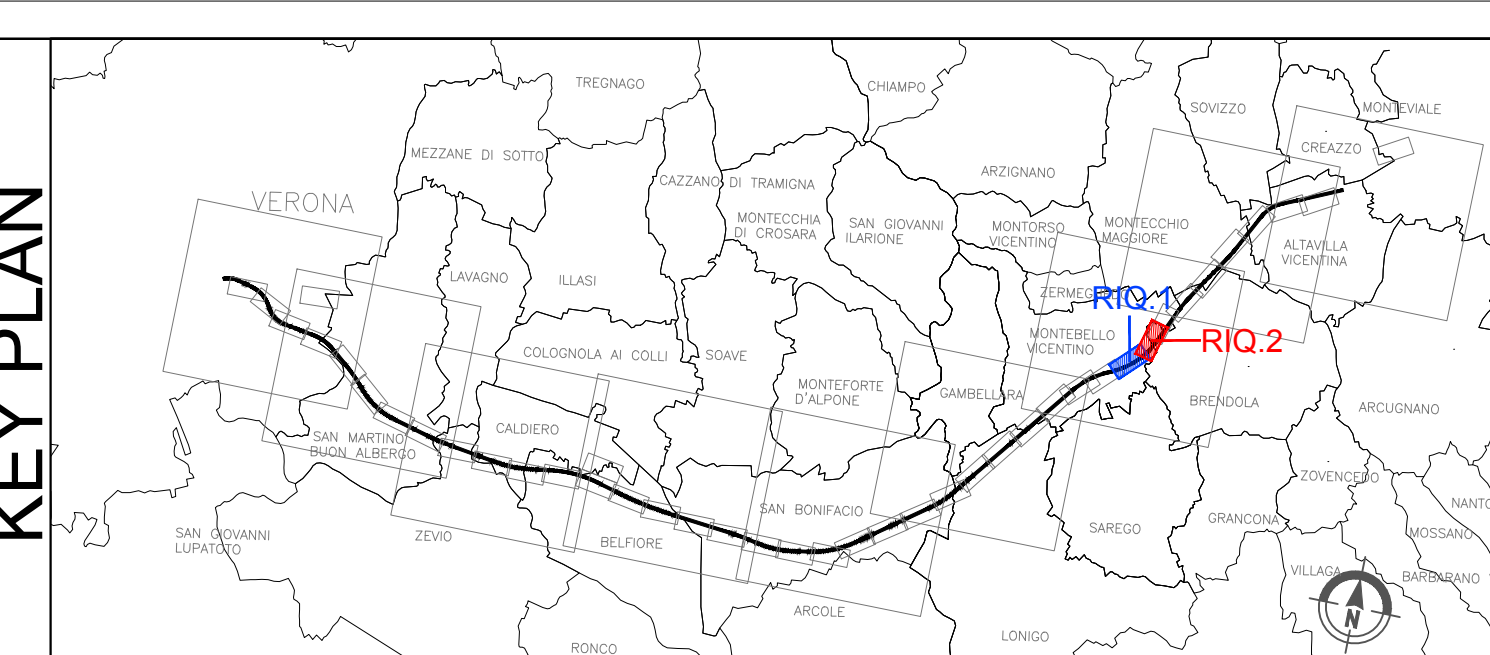 KEY PLAN
TREGNAGO
CHIAMPO
SOVIZZO
MONTEVIALE
CREAZZO
MEZZANE DI SOTTO
ARZIGNANO
CAZZANO DI TRAMIGNA
VERONA
MONTECCHIA
DI CROSARA
SAN GIOVANNI
ILARIONE
MONTORSO
VICENTINO
MONTECCHIO
MAGGIORE
ALTAVILLA
VICENTINA
LAVAGNO
ILLASI
RIQ.1
MONTEBELLO
VICENTINO
RIQ.2
COLOGNOLA AI COLLI
SOAVE
MONTEFORTE
D'ALPONE
GAMBELLARA
BRENDOLA
ARCUGNANO
SAN MARTINO
BUON ALBERGO
CALDIERO
ZOVENCEDO
SAN BONIFACIO
GRANCONA
SAREGO
MOSSANO
SAN GIOVANNI
LUPATOTO
ZEVIO
BELFIORE
VILLAGA
BARBARANO
ARCOLE
N
LONIGO
RONCO